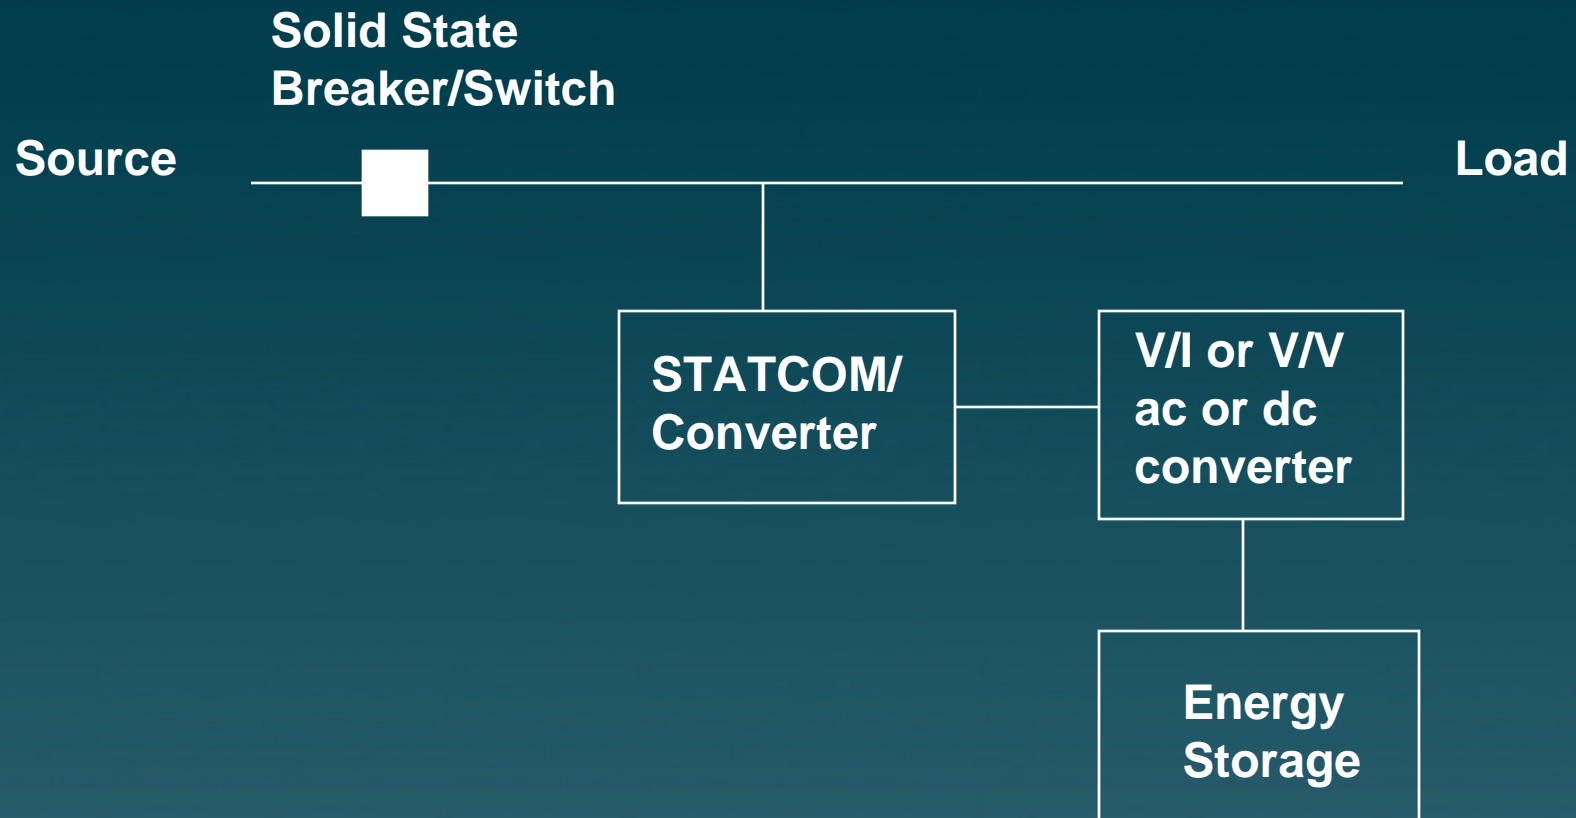 Solid State
Breaker/Switch
Source
Load
STATCOM/
Converter
V/I or V/V
ac or dc
converter
Energy
Storage